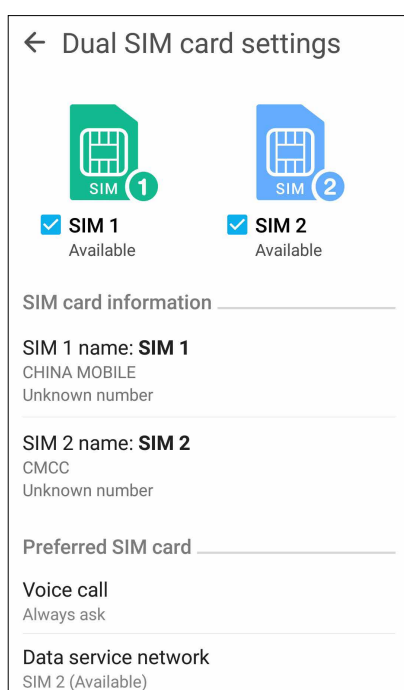 Dual SIM card settings
SIM 1
SIM 2
SIM 1
SIM 2
Available
Available
SIM card information
SIM 1 name: SIM 1
CHINA MOBILE
Unknown number
SIM 2 name: SIM 2
CMCC
Unknown number
Preferred SIM card
Voice call
Always ask
Data service network
SIM 2 (Available)